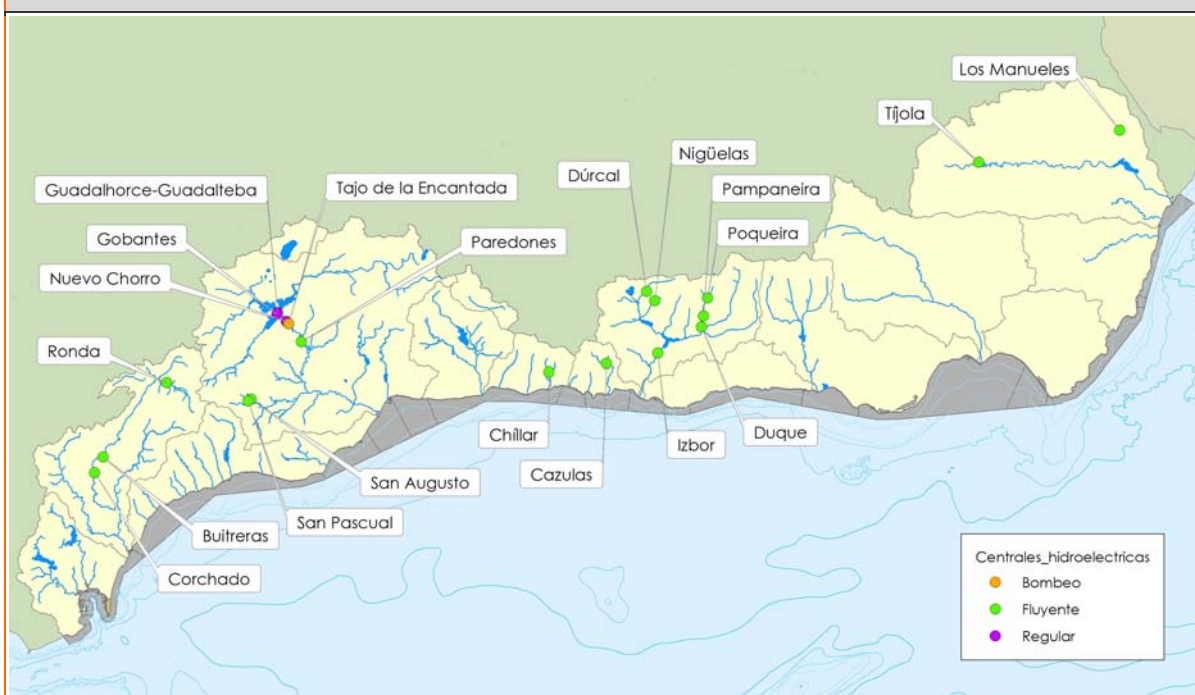 Los Manueles
Tíjola
Nigüelas
Dúrcal
Pampaneira
Poqueira
Guadalhorce-Guadalteba
Tajo de la Encantada
Gobantes
Paredones
Nuevo Chorro
Ronda
Chíllar
Cazulas
Izbor
Duque
San Augusto
San Pascual
Buitreras
Corchado
Centrales_hidroelectricas
Bombeo
Fluyente
Regular